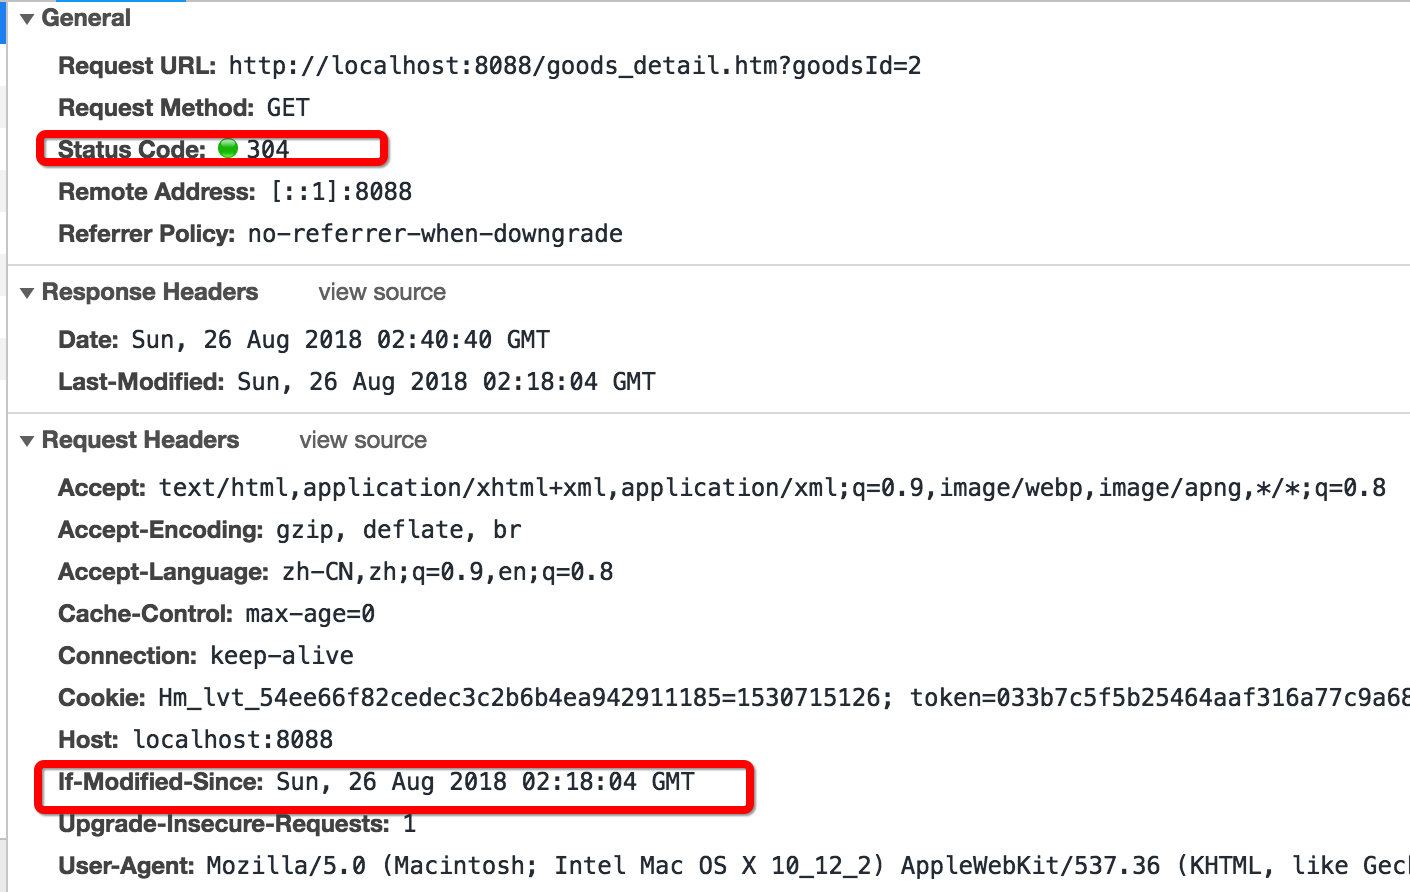 General
Request URL: http://localhost:8088/goods_detail.htm?goodsId=2
Request Method: GET
Status Code: 304
Remote Address: [::1]:8088
Referrer Policy: no-referrer-when-downgrade
Response Headers view source
Date: Sun, 26 Aug 2018 02:40:40 GMT
Last-Modified: Sun, 26 Aug 2018 02:18:04 GMT
Request Headers view source
Accept: text/html,application/xhtml+xml,application/xml;q=0.9,image/webp,image/apng,*/*;q=0.8
Accept-Encoding: gzip, deflate, br
Accept-Language: zh-CN,zh;q=0.9,en;q=0.8
Cache-Control: max-age=0
Connection: keep-alive
Cookie: Hm_lvt_54ee66f82cedec3c2b6b4ea942911185=1530715126; token=033b7c5f5b25464aaf316a77c9a68
Host: localhost:8088
If-Modified-Since: Sun, 26 Aug 2018 02:18:04 GMT
Upgrade-Insecure-Requests: 1
User-Agent: Mozilla/5.0 (Macintosh; Intel Mac OS X 10_12_2) AppleWebKit/537.36 (KHTML, like Gec